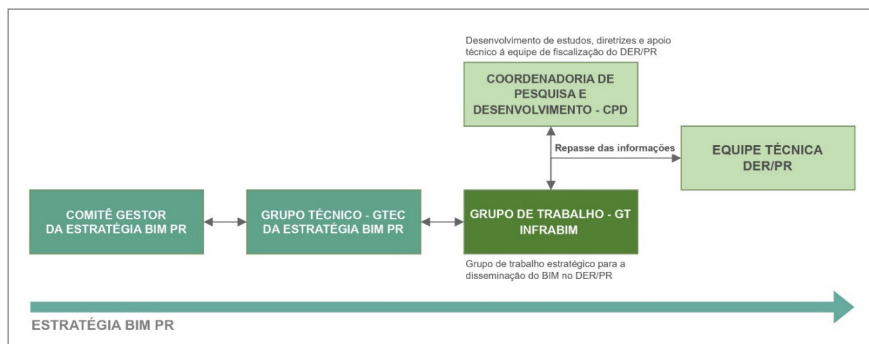 Desenvolvimento de estudos, diretrizes e apoio
técnico á equipe de fiscalização do DER/PR
COORDENADORIA DE
PESQUISA E
DESENVOLVIMENTO - CPD
Repasse das informações
EQUIPE TÉCNICA
DER/PR
COMITÊ GESTOR
DA ESTRATÉGIA BIM PR
GRUPO TÉCNICO - GTEC
DA ESTRATÉGIA BIM PR
GRUPO DE TRABALHO - GT
INFRABIM
Grupo de trabalho estratégico para a
disseminação do BIM no DER/PR
ESTRATÉGIA BIM PR